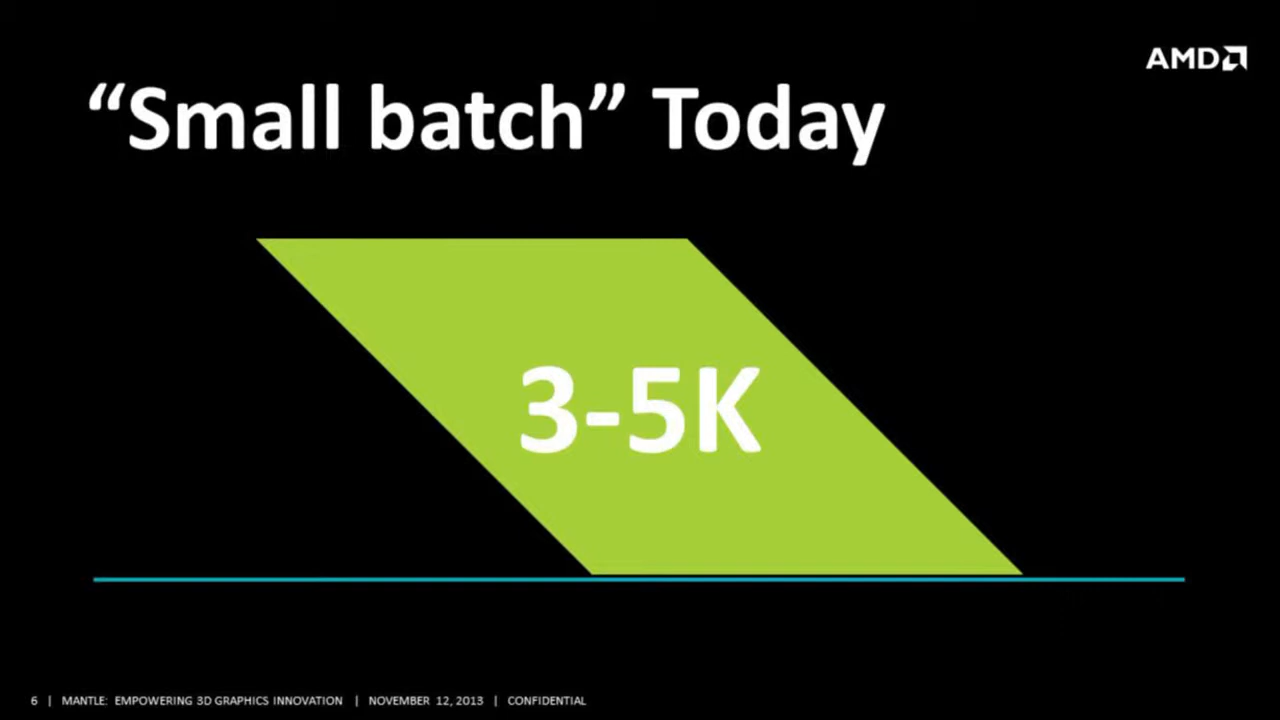 AMD
“Small batch” Today
3-5K
6 | MANTLE: EMPOWERING 3D GRAPHICS INNOVATION | NOVEMBER 12, 2013 | CONFIDENTIAL